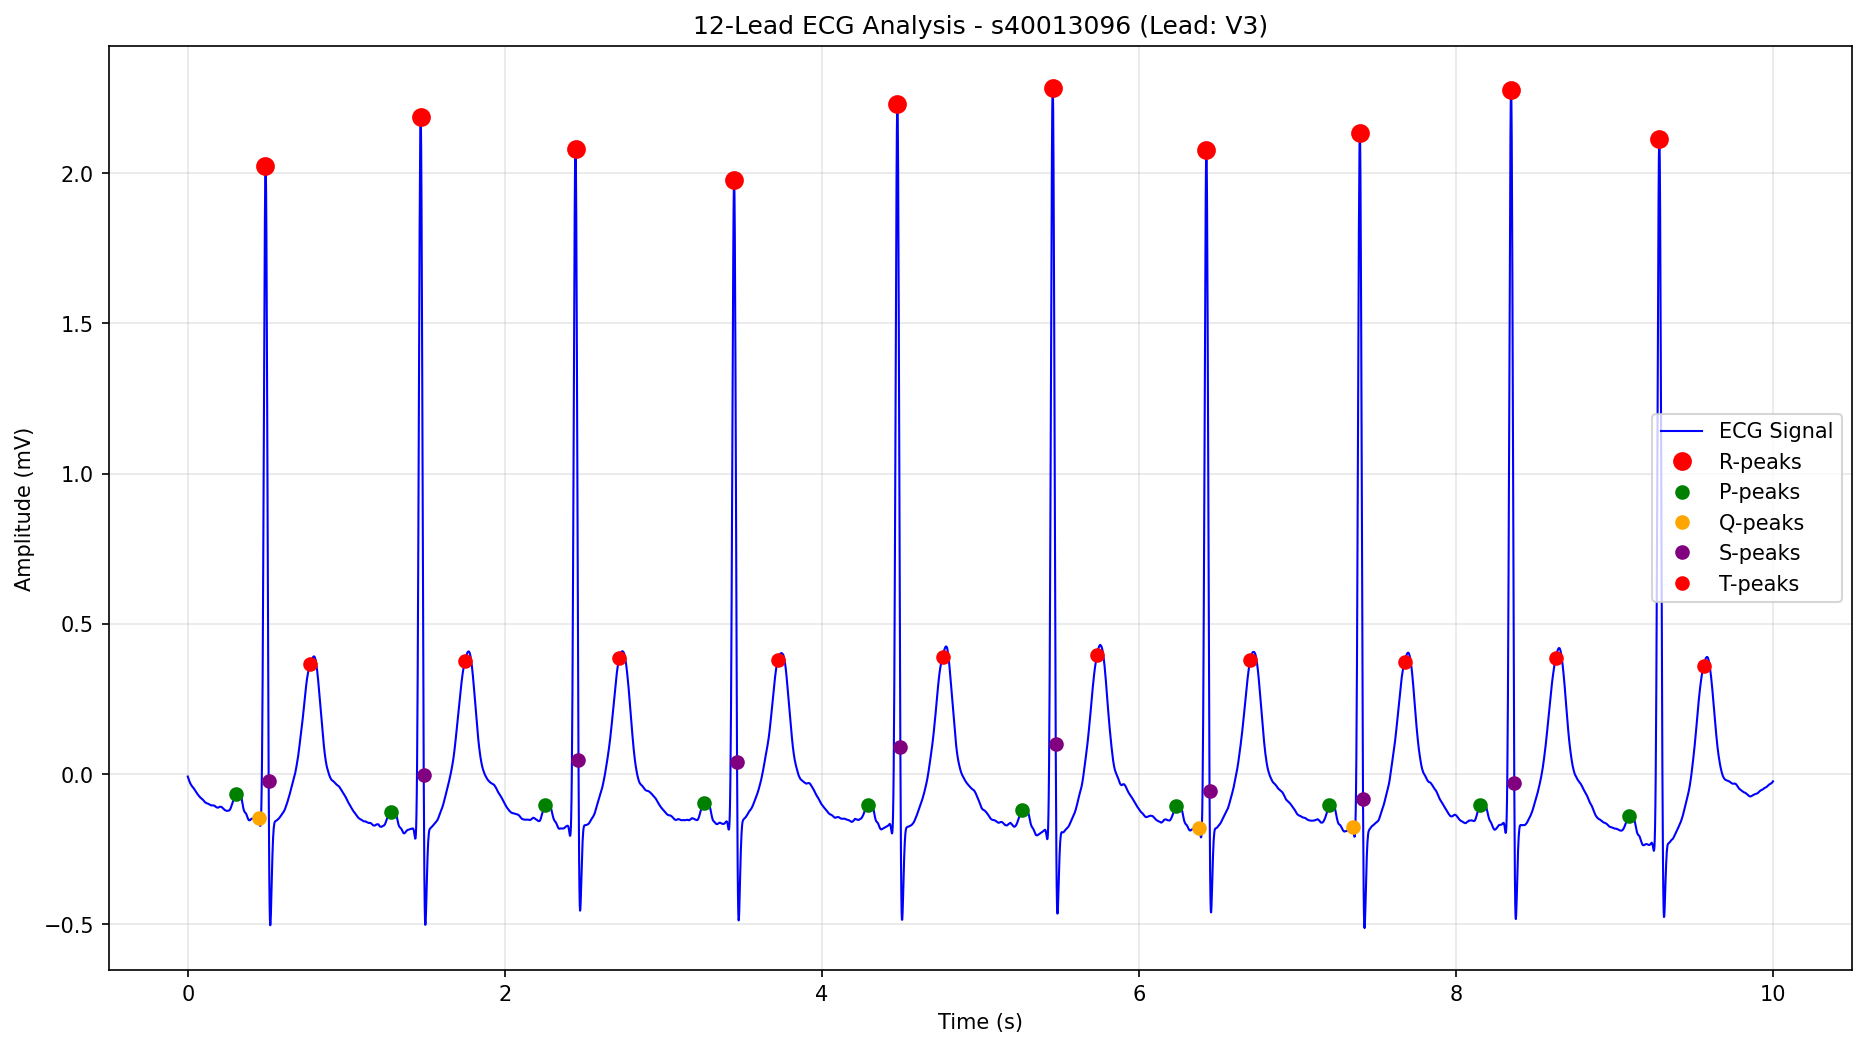 12-Lead ECG Analysis - s40013096 (Lead: V3)
Amplitude (mV)
2.0
1.5
1.0
0.5
0.0
−0.5
ECG Signal
R-peaks
P-peaks
Q-peaks
S-peaks
T-peaks
0 2 4 6 8 10
Time (s)